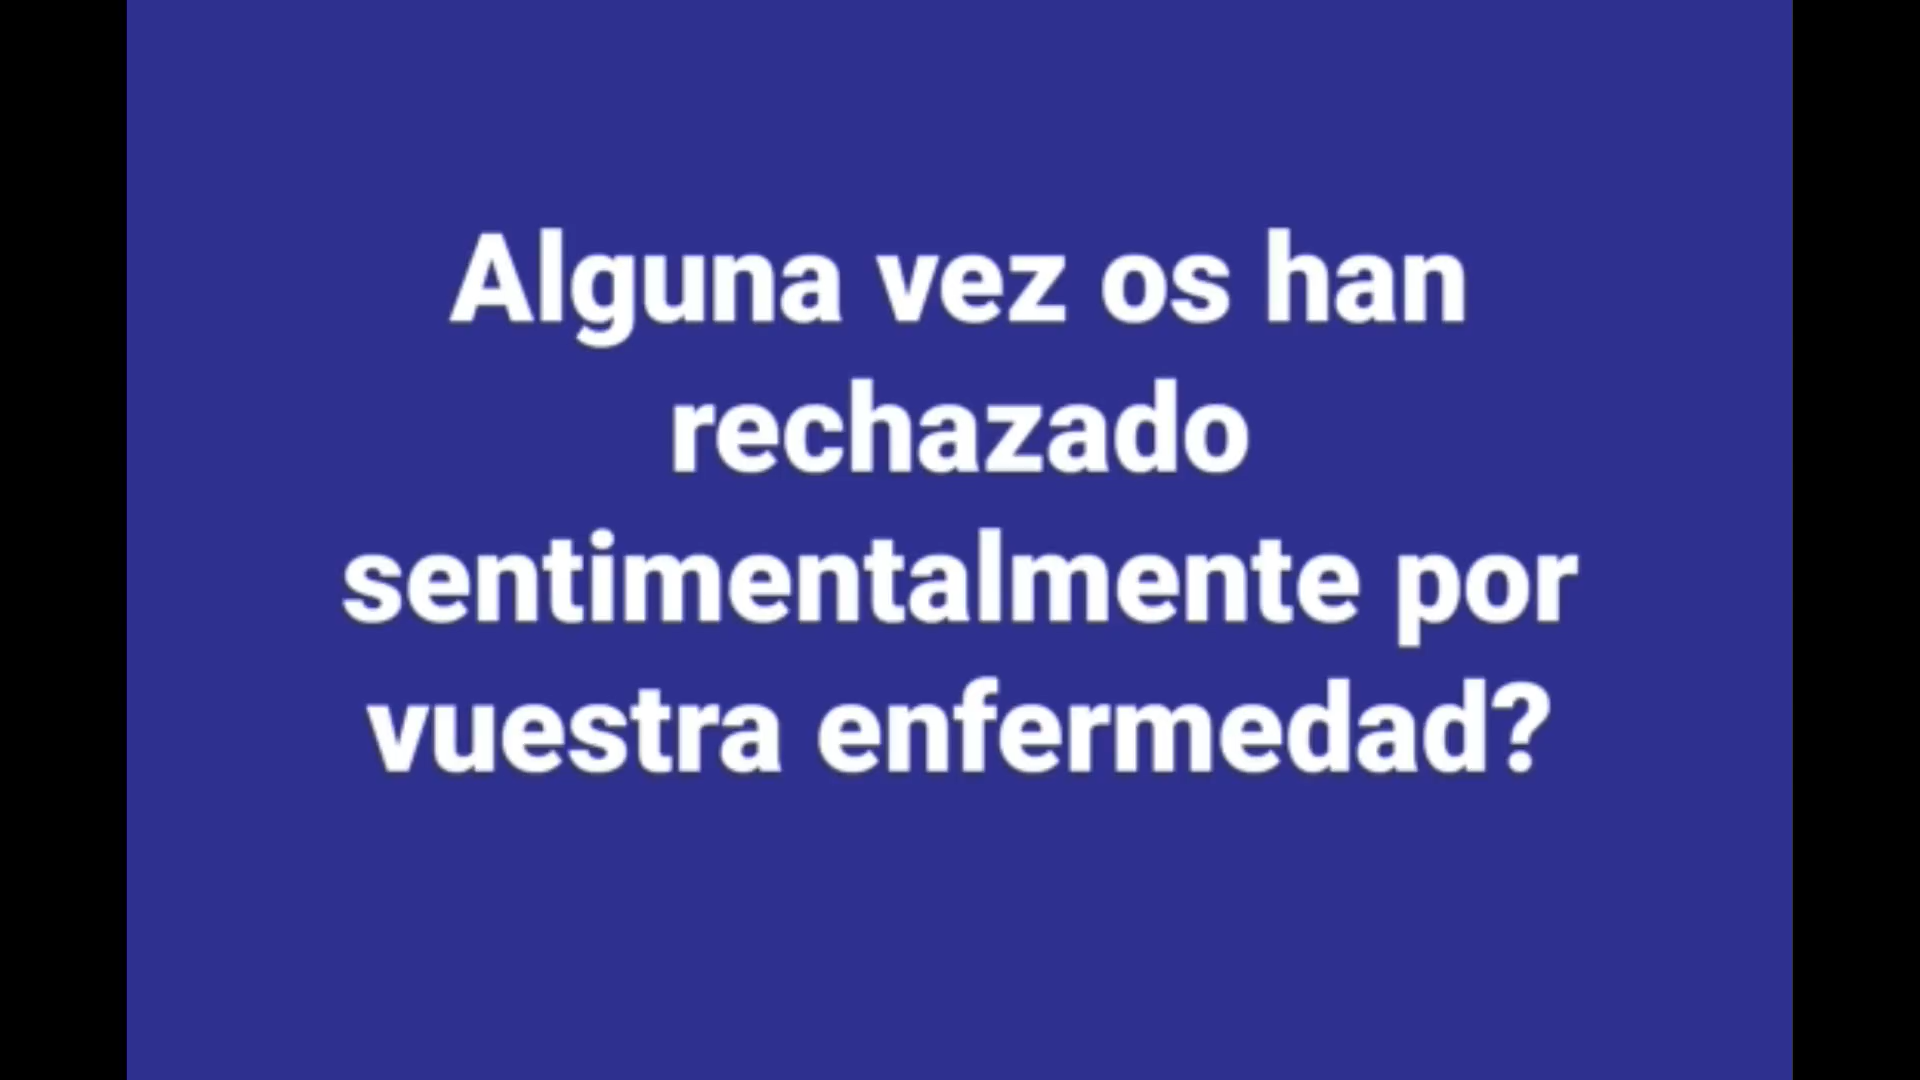 Alguna vez os han
rechazado
sentimentalmente por
vuestra enfermedad?